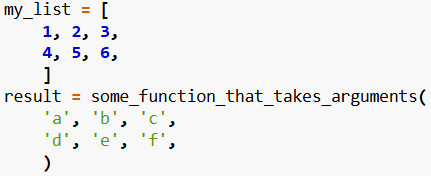 my_list = [
    1, 2, 3,
    4, 5, 6,
    ]
result = some_function_that_takes_arguments(
    'a', 'b', 'c',
    'd', 'e', 'f',
    )